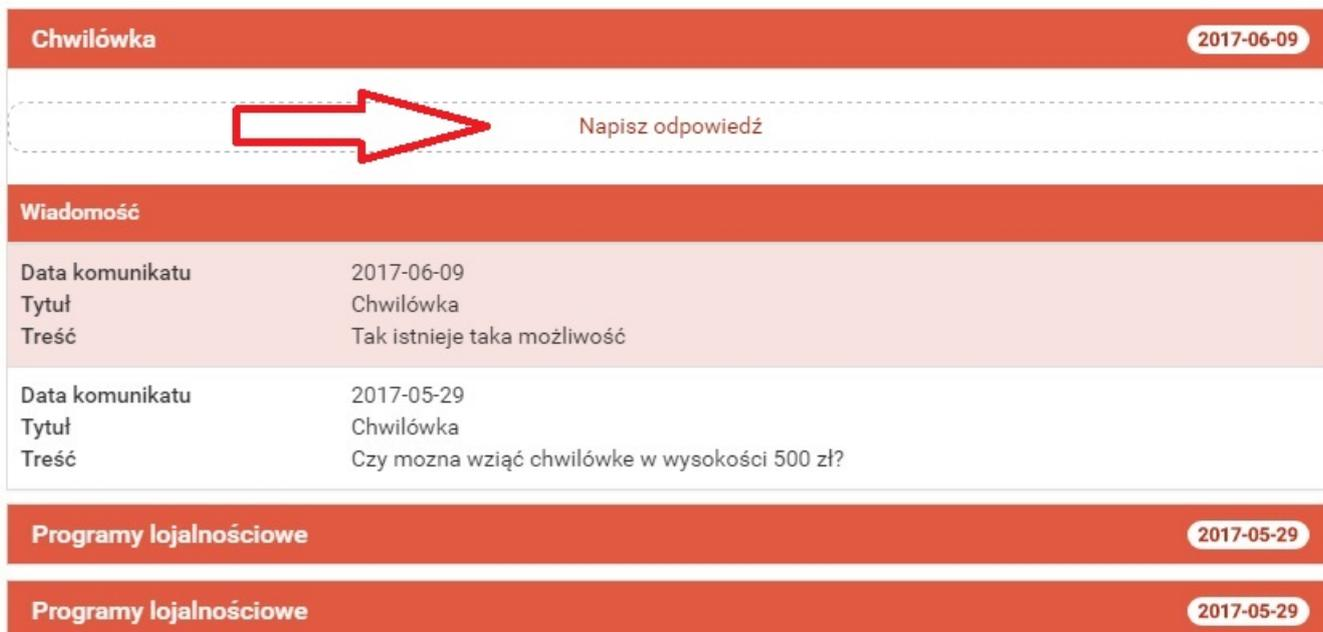 Chwilówka 2017-06-09
Napisz odpowiedź
Wiadomość
Data komunikatu 2017-06-09
Tytuł Chwilówka
Treść Tak istnieje taka możliwość
Data komunikatu 2017-05-29
Tytuł Chwilówka
Treść Czy mozna wziąć chwilówke w wysokości 500 zł?
Programy lojalnościowe 2017-05-29
Programy lojalnościowe 2017-05-29